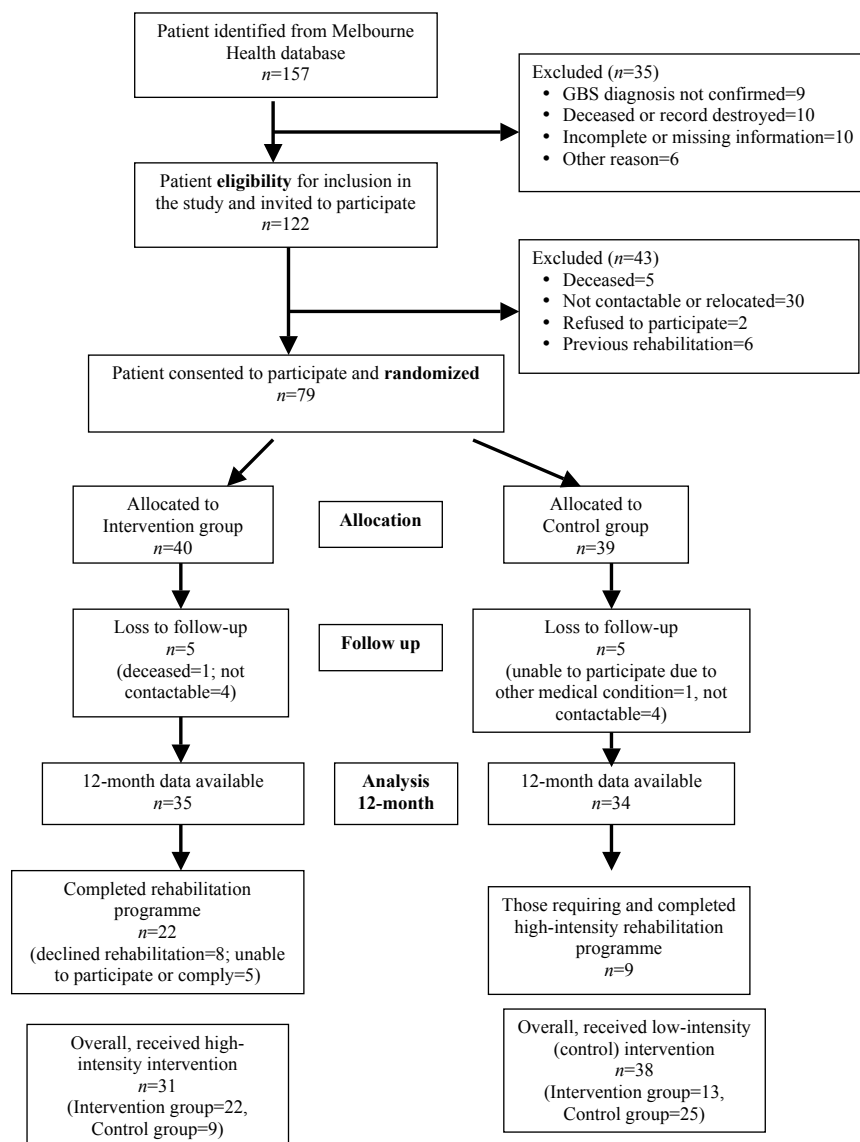 Patient identified from Melbourne
Health database
n=157
Excluded (n=35)
• GBS diagnosis not confirmed=9
• Deceased or record destroyed=10
• Incomplete or missing information=10
• Other reason=6
Patient eligibility for inclusion in
the study and invited to participate
n=122
Excluded (n=43)
• Deceased=5
• Not contactable or relocated=30
• Refused to participate=2
• Previous rehabilitation=6
Patient consented to participate and randomized
n=79
Allocated to
Intervention group
n=40
Allocation
Allocated to
Control group
n=39
Loss to follow-up
n=5
(deceased=1; not
contactable=4)
Follow up
Loss to follow-up
n=5
(unable to participate due to
other medical condition=1, not
contactable=4)
12-month data available
n=35
Analysis
12-month
12-month data available
n=34
Completed rehabilitation
programme
n=22
(declined rehabilitation=8; unable
to participate or comply=5)
Those requiring and completed
high-intensity rehabilitation
programme
n=9
Overall, received high-
intensity intervention
n=31
(Intervention group=22,
Control group=9)
Overall, received low-intensity
(control) intervention
n=38
(Intervention group=13,
Control group=25)